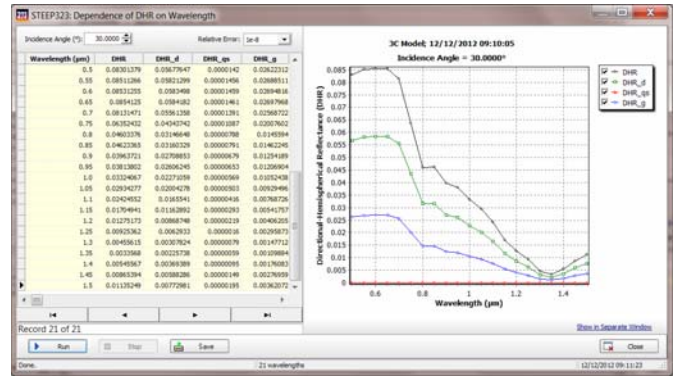 STEEP323: Dependence of DHR on Wavelength
Incidence Angle (°): 30.0000 Relative Error: 1e-8
Wavelength (µm) DHR DHR_d DHR_qs DHR_g
0.5 0.08301379 0.05677647 0.0000142 0.02622312
0.55 0.08511266 0.05821299 0.00001456 0.02688511
0.6 0.08531255 0.0583498 0.00001459 0.02694816
0.65 0.0854125 0.0584182 0.00001461 0.02697968
0.7 0.08131471 0.05561358 0.00001391 0.02568722
0.75 0.06352432 0.04343742 0.00001087 0.02007602
0.8 0.04603376 0.03146648 0.00000788 0.0145594
0.85 0.04623365 0.03160329 0.00000791 0.01462245
0.9 0.03963721 0.02708853 0.00000679 0.01254189
0.95 0.03813802 0.02606245 0.00000653 0.01206904
1.0 0.03324067 0.02271059 0.00000569 0.01052438
1.05 0.02934277 0.02004278 0.00000503 0.00929496
1.1 0.02424552 0.0165541 0.00000416 0.00768726
1.15 0.01704941 0.01162892 0.00000293 0.00541757
1.2 0.01275173 0.00868748 0.00000219 0.00406205
1.25 0.00925362 0.0062933 0.0000016 0.00295873
1.3 0.00455615 0.00307824 0.00000079 0.00147712
1.35 0.0033568 0.00225738 0.00000059 0.00109884
1.4 0.00545567 0.00369389 0.00000095 0.00176083
1.45 0.00865394 0.00588286 0.00000149 0.00276959
1.5 0.01135249 0.00772981 0.00000195 0.00362072
Record 21 of 21
3C Model; 12/12/2012 09:10:05
Incidence Angle = 30.0000°
Directional-Hemispherical Reflectance (DHR)
0.085
0.08
0.075
0.07
0.065
0.06
0.055
0.05
0.045
0.04
0.035
0.03
0.025
0.02
0.015
0.01
0.005
0
0.6 0.8 1 1.2 1.4
Wavelength (µm)
DHR
DHR_d
DHR_qs
DHR_g
Show in Separate Window
Run Stop Save Close
Done. 21 wavelengths 12/12/2012 09:11:23